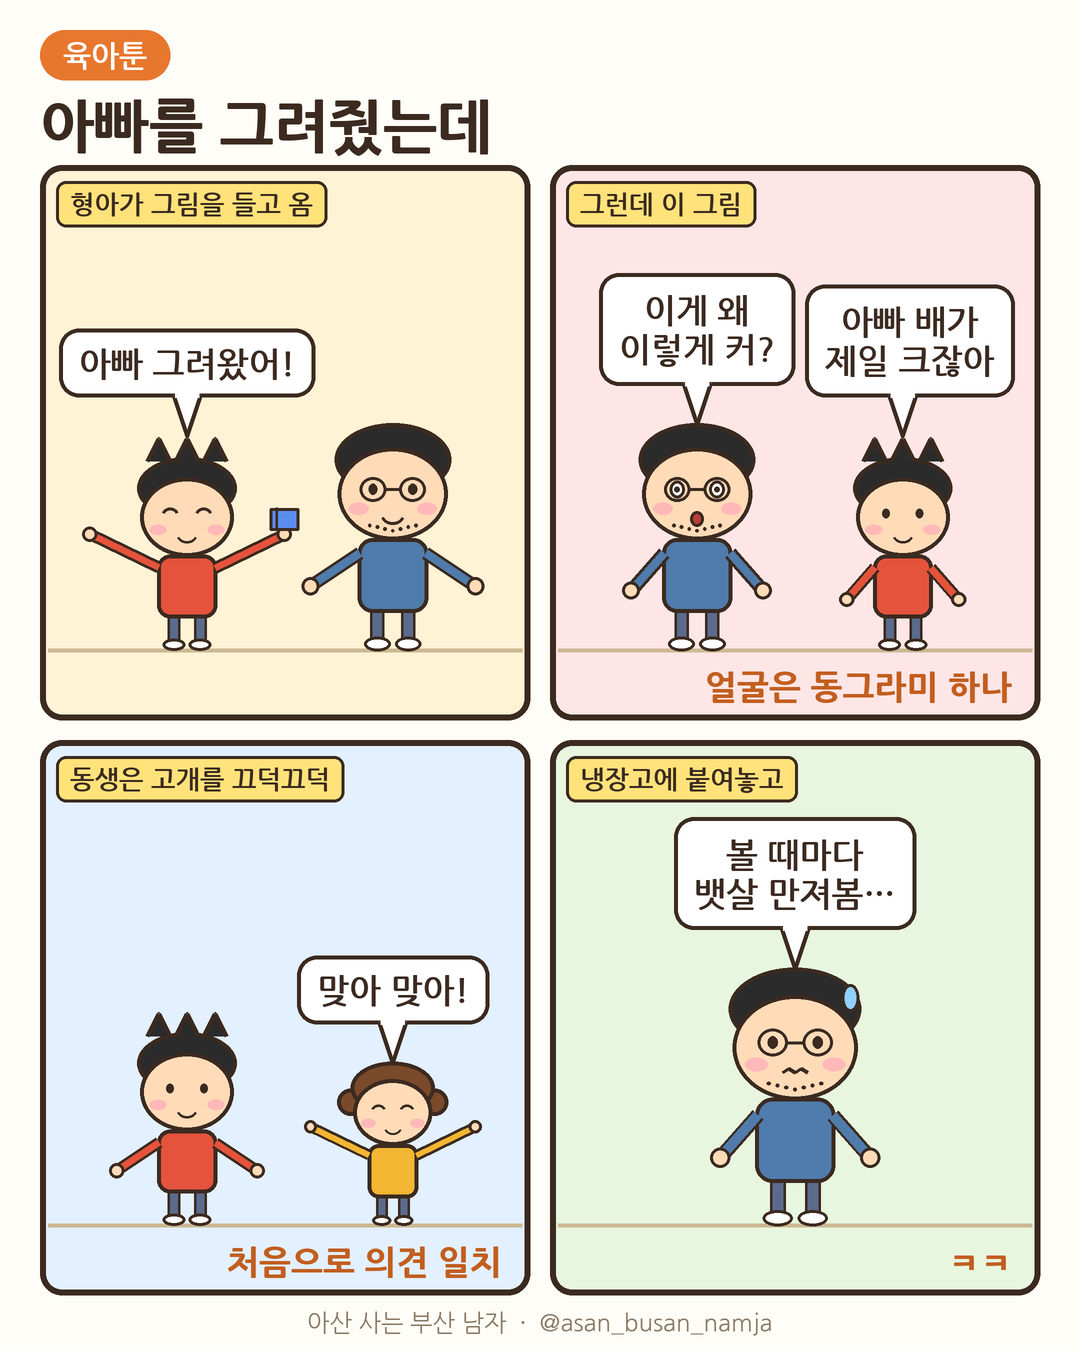 육아툰
아빠를 그려줬는데
형아가 그림을 들고 옴
아빠 그려왔어!
그런데 이 그림
이게 왜
이렇게 커?
아빠 배가
제일 크잖아
얼굴은 동그라미 하나
동생은 고개를 끄덕끄덕
맞아 맞아!
처음으로 의견 일치
냉장고에 붙여놓고
볼 때마다
뱃살 만져봄…
ㅋㅋ
아산 사는 부산 남자 · @asan_busan_namja